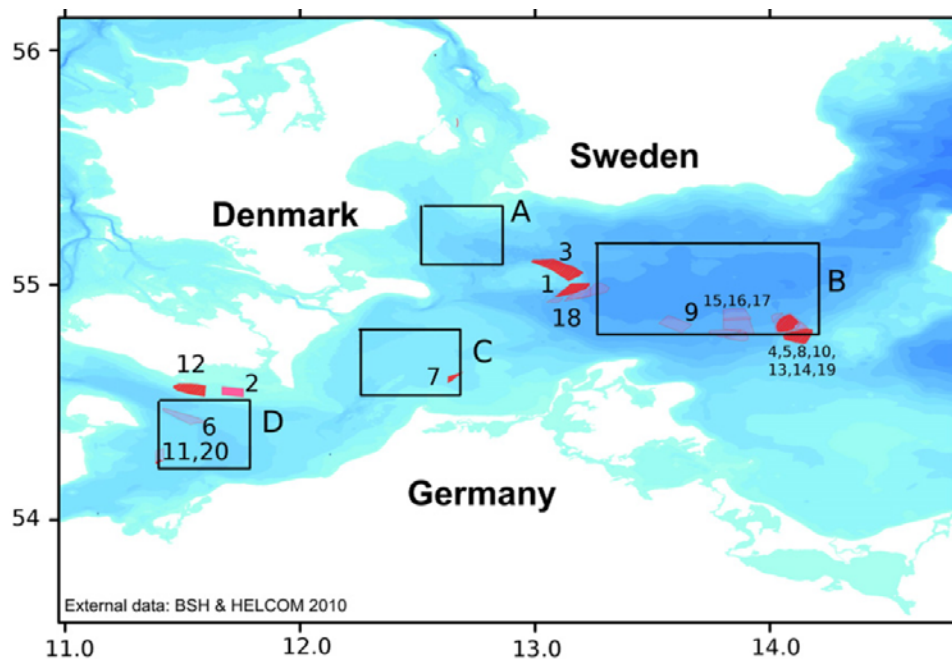 56
Sweden
Denmark
A
3
55
1
18
B
15,16,17
9
4,5,8,10,
13,14,19
C
7
12
2
D
6
11,20
Germany
54
External data: BSH & HELCOM 2010
11.0
12.0
13.0
14.0